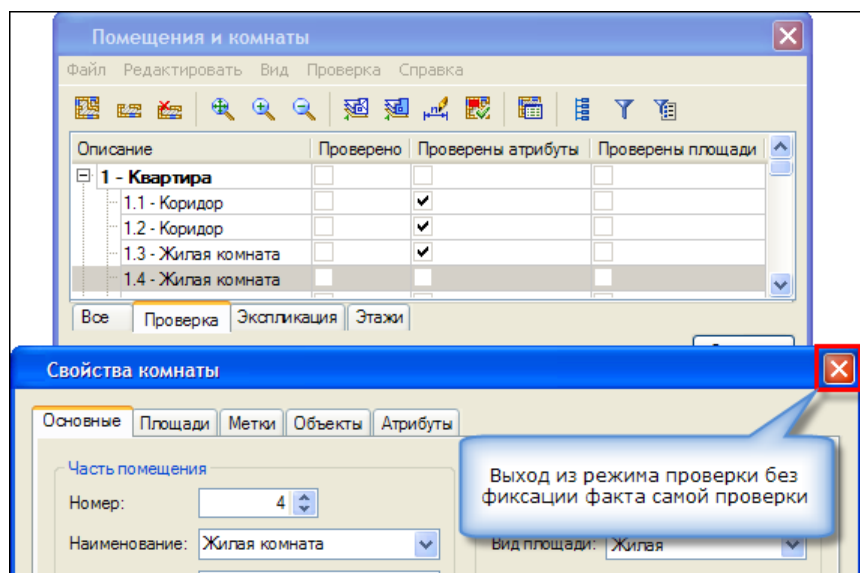 Помещения и комнаты
Файл Редактировать Вид Проверка Справка
Описание Проверено Проверены атрибуты Проверены площади
1 - Квартира
1.1 - Коридор
1.2 - Коридор
1.3 - Жилая комната
1.4 - Жилая комната
Все Проверка Экспликация Этажи
Свойства комнаты
Основные Площади Метки Объекты Атрибуты
Часть помещения
Выход из режима проверки без
фиксации факта самой проверки
Номер: 4
Наименование: Жилая комната Вид площади: Жилая